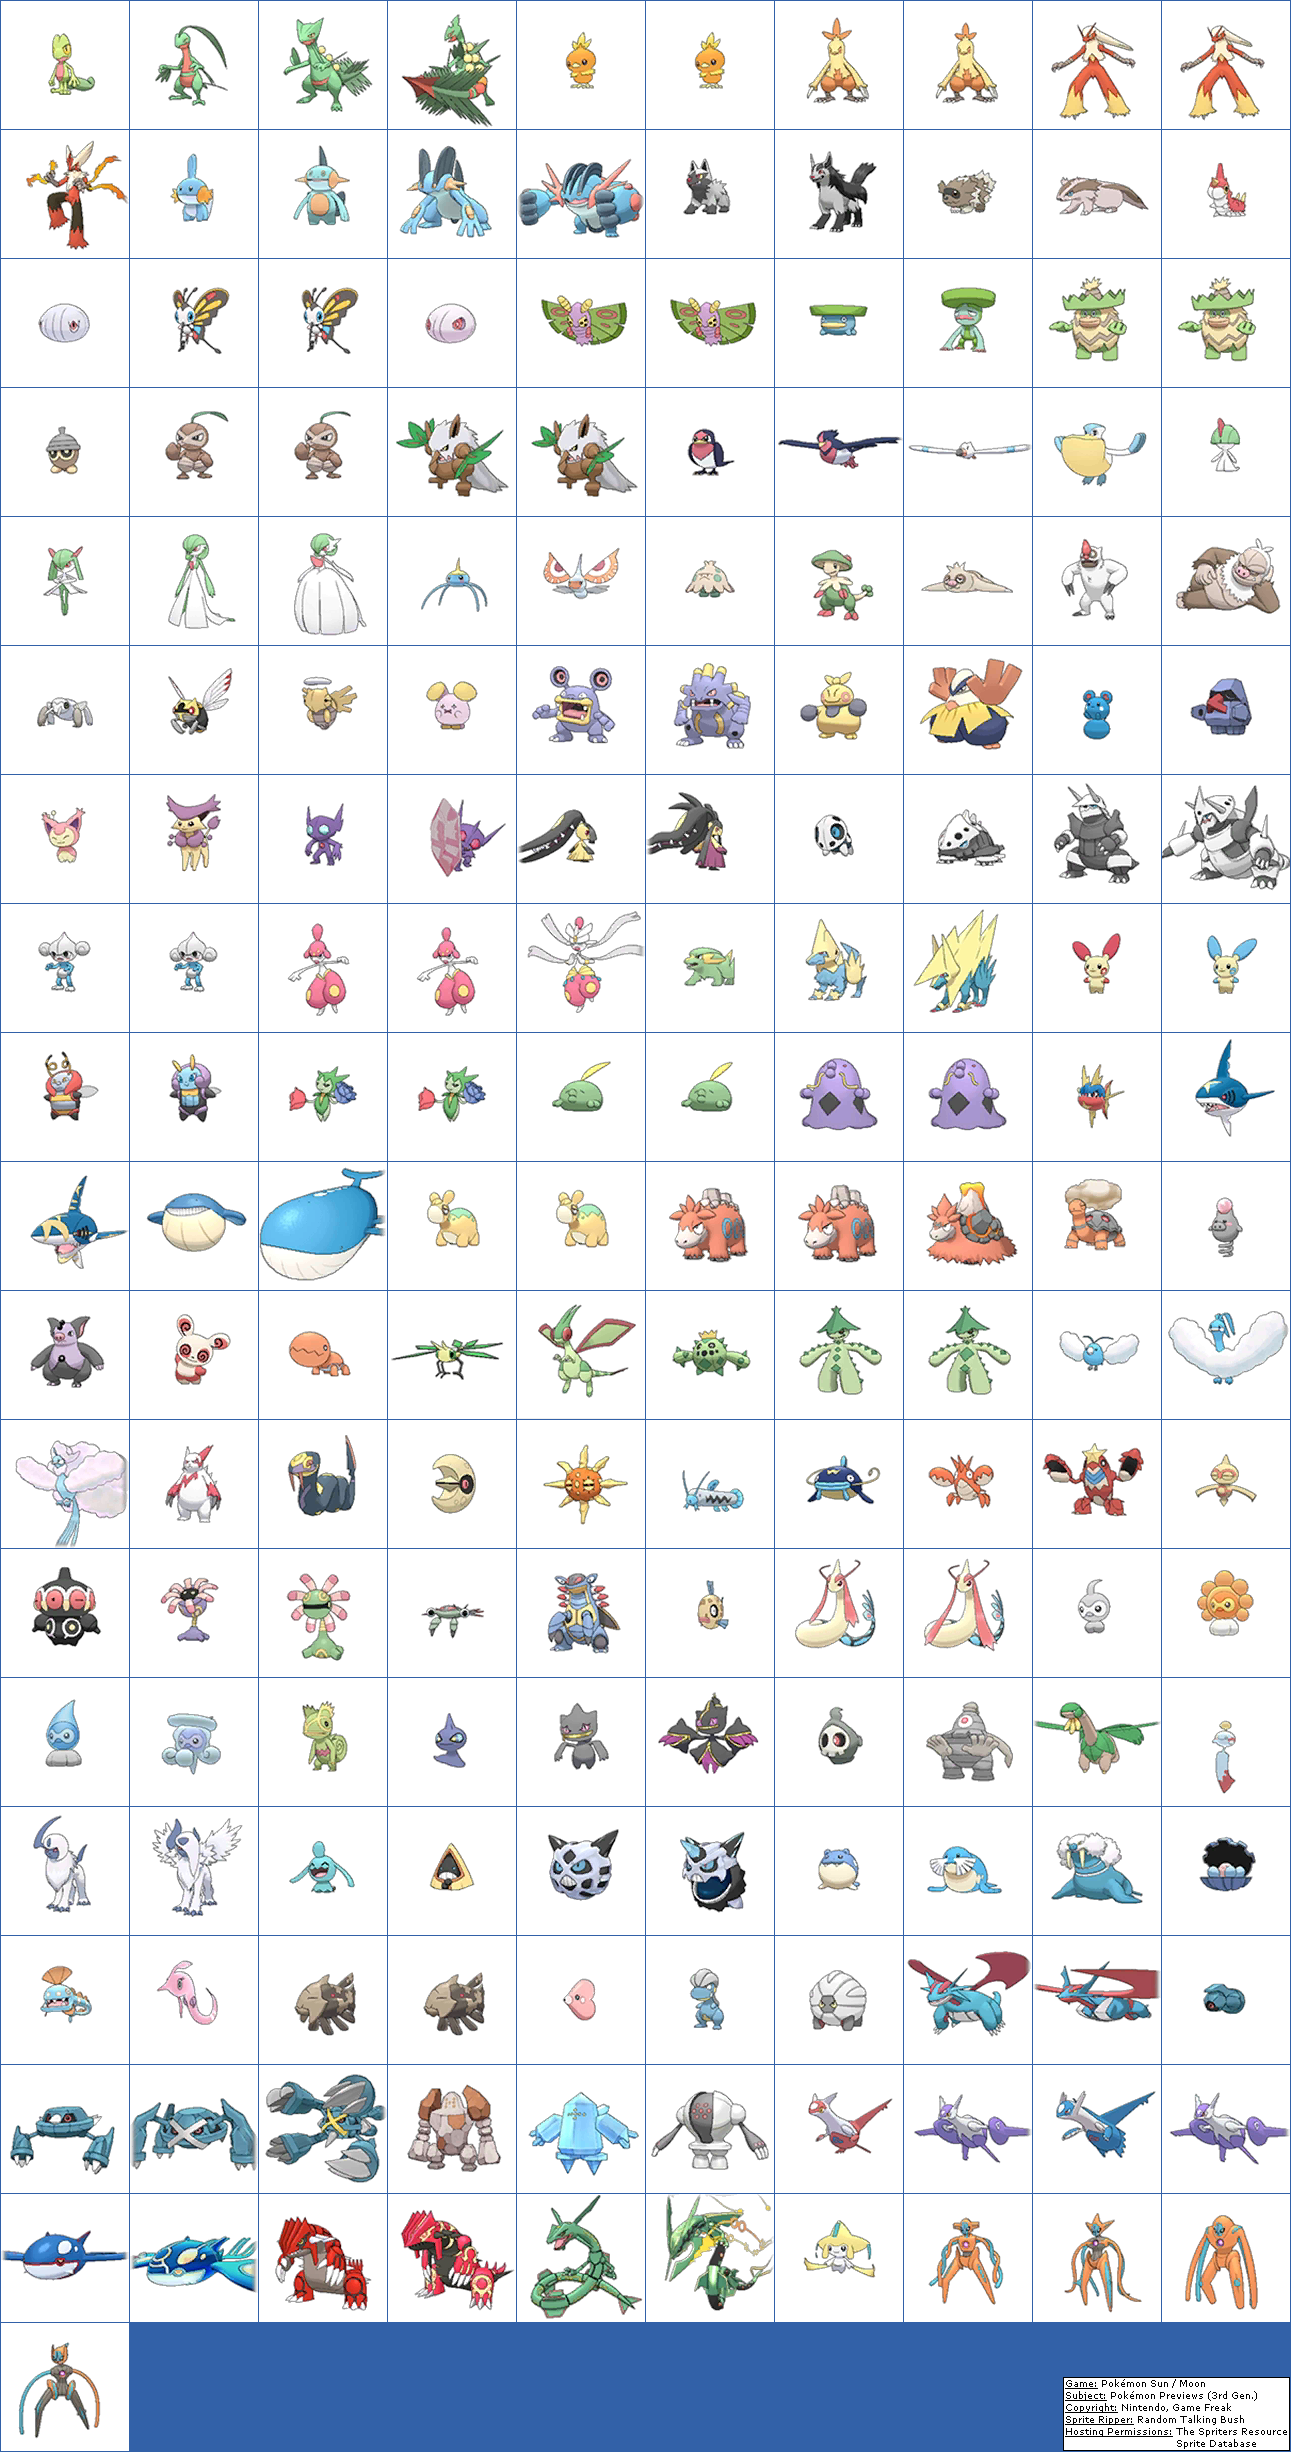 Game: Pokémon Sun / Moon
Subject: Pokémon Previews (3rd Gen.)
Copyright: Nintendo, Game Freak
Sprite Ripper: Random Talking Bush
Hosting Permissions: The Spriters Resource
Sprite Database